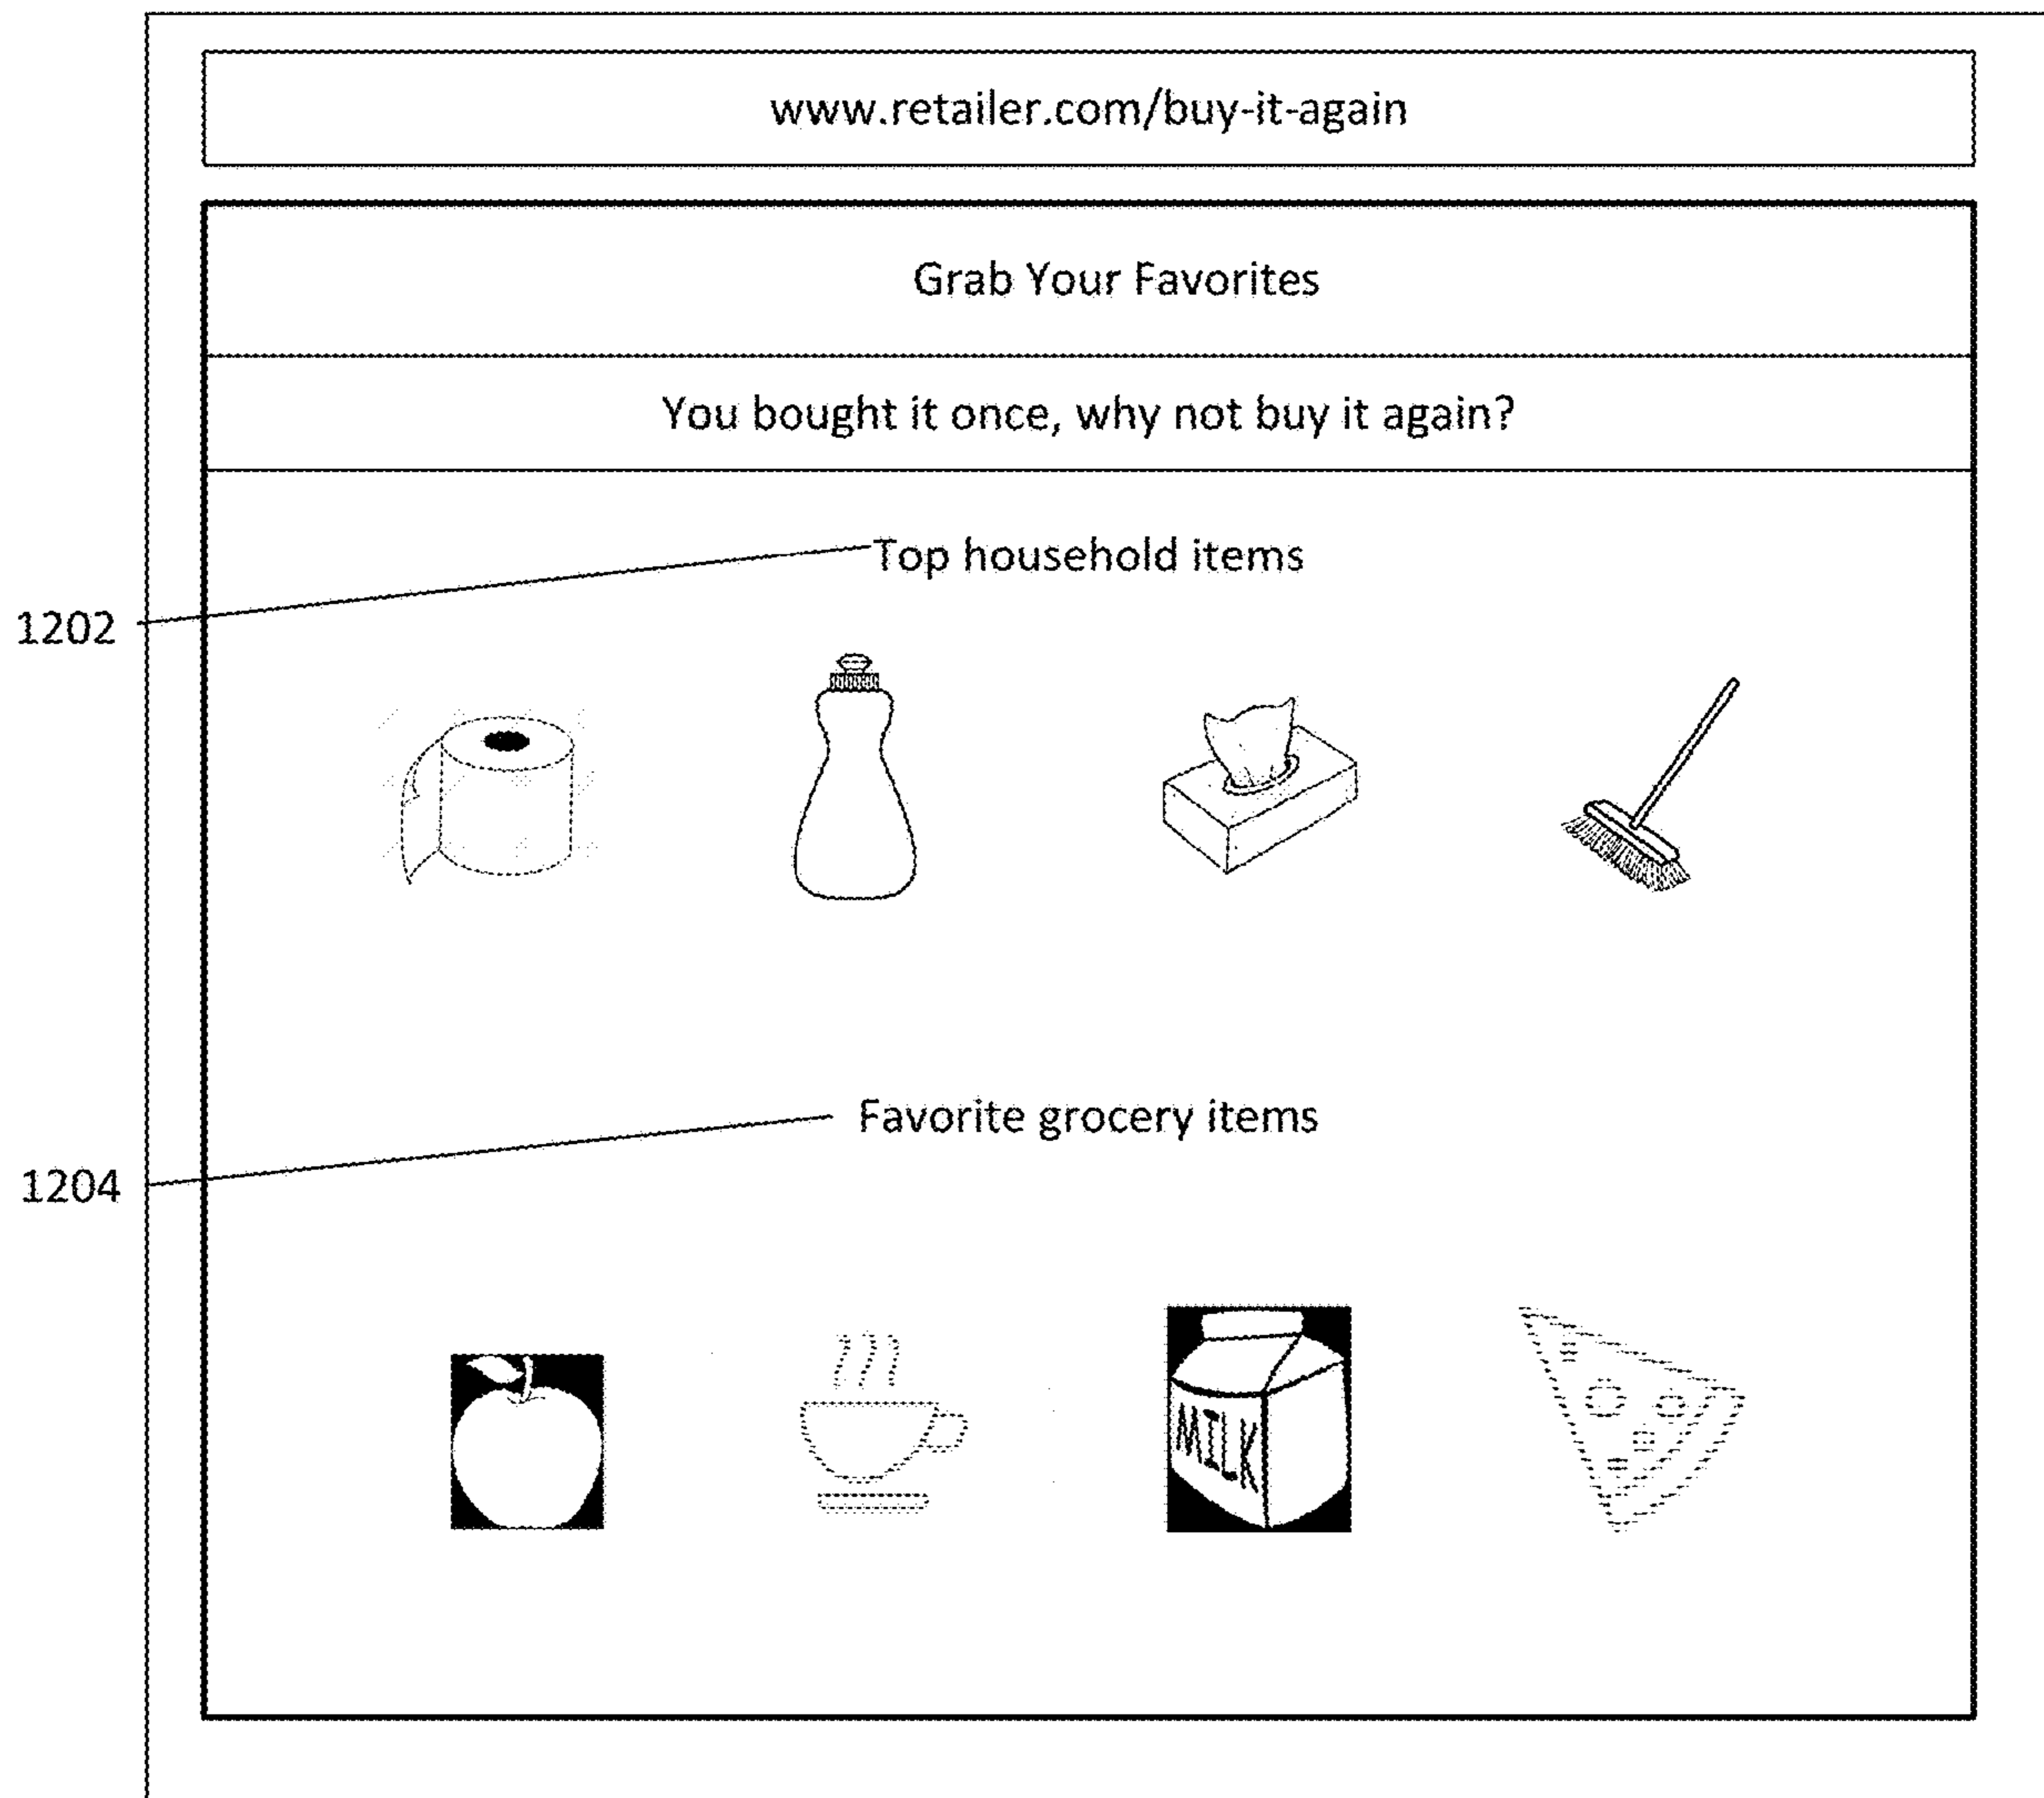 www.retailer.com/buy-it-again
Grab Your Favorites
You bought it once, why not buy it again?
Top household items
1202
Favorite grocery items
1204
MILK